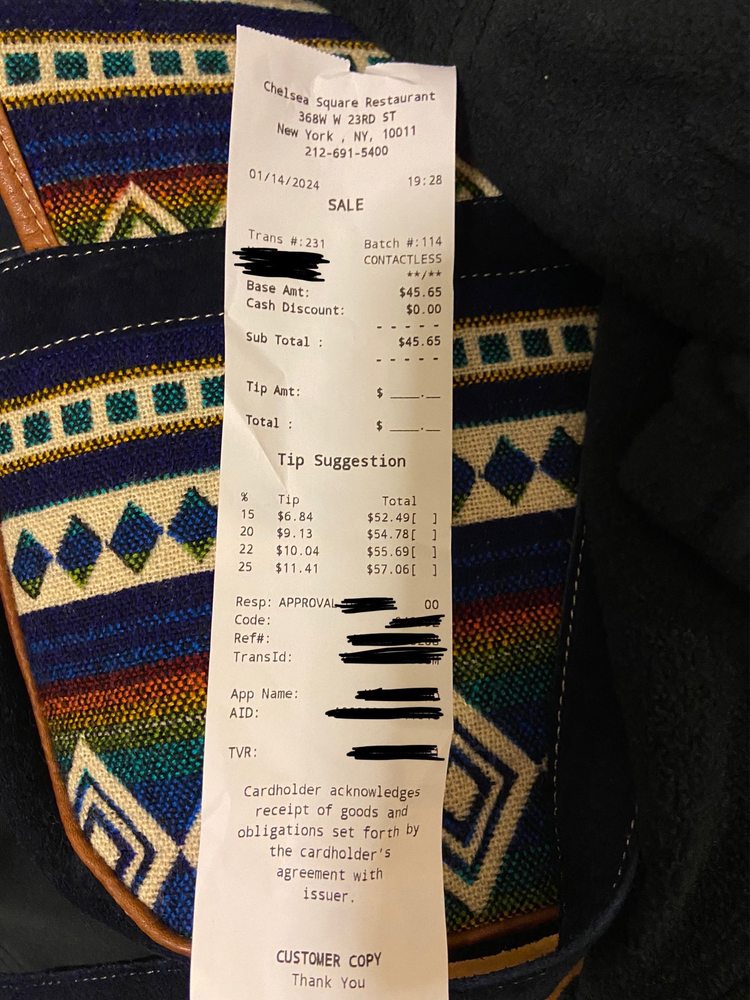 Chelsea Square Restaurant
368W W 23RD ST
New York , NY, 10011
212-691-5400
01/14/2024 19:28
SALE
Trans #:231 Batch #:114
CONTACTLESS
**/**
Base Amt: $45.65
Cash Discount: $0.00
- - - - -
Sub Total : $45.65
- - - - -
Tip Amt: $ ___.__
Total : $ ___.__
Tip Suggestion
% Tip Total
15 $6.84 $52.49[ ]
20 $9.13 $54.78[ ]
22 $10.04 $55.69[ ]
25 $11.41 $57.06[ ]
Resp: APPROVAL 00
Code:
Ref#:
TransId:
App Name:
AID:
TVR:
Cardholder acknowledges
receipt of goods and
obligations set forth by
the cardholder's
agreement with
issuer.
CUSTOMER COPY
Thank You